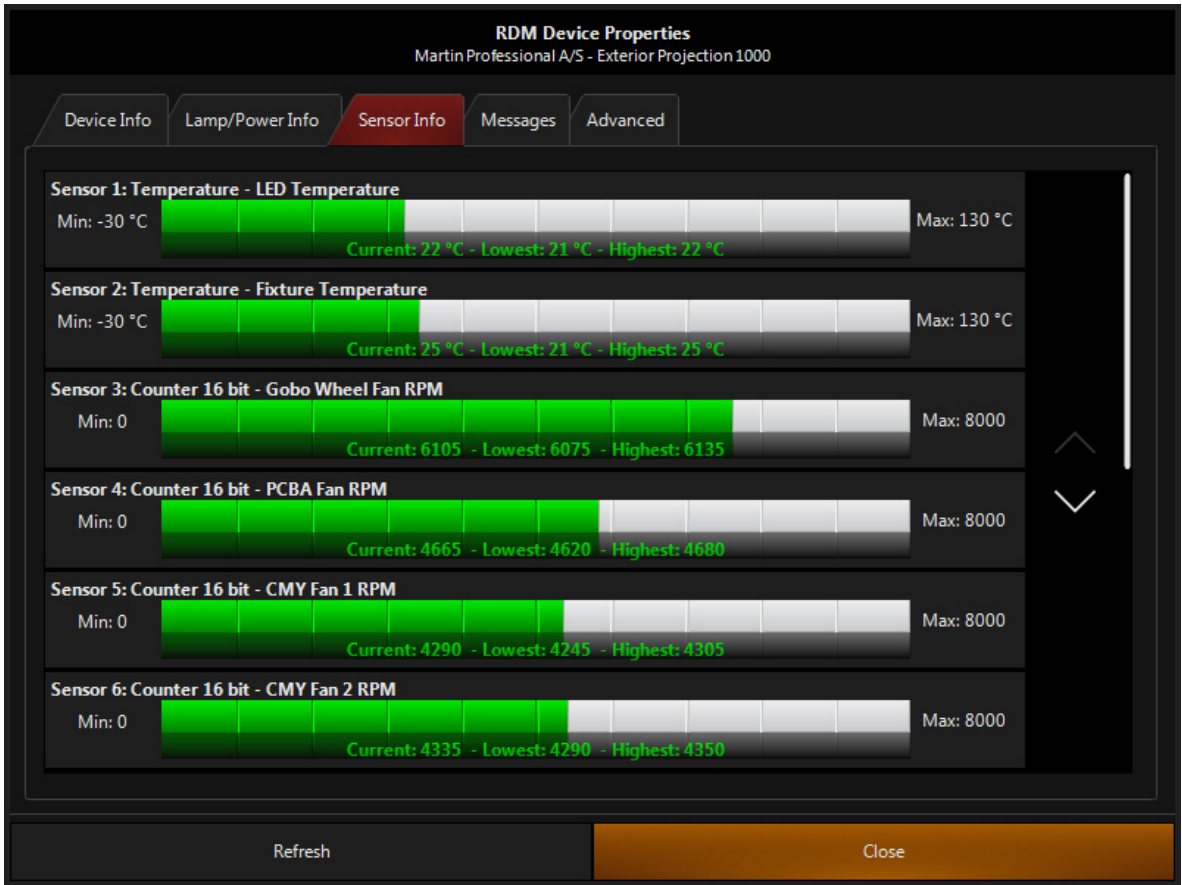 RDM Device Properties
Martin Professional A/S - Exterior Projection 1000
Device Info Lamp/Power Info Sensor Info Messages Advanced
Sensor 1: Temperature - LED Temperature
Min: -30 °C Max: 130 °C
Current: 22 °C - Lowest: 21 °C - Highest: 22 °C
Sensor 2: Temperature - Fixture Temperature
Min: -30 °C Max: 130 °C
Current: 25 °C - Lowest: 21 °C - Highest: 25 °C
Sensor 3: Counter 16 bit - Gobo Wheel Fan RPM
Min: 0 Max: 8000
Current: 6105 - Lowest: 6075 - Highest: 6135
Sensor 4: Counter 16 bit - PCBA Fan RPM
Min: 0 Max: 8000
Current: 4665 - Lowest: 4620 - Highest: 4680
Sensor 5: Counter 16 bit - CMY Fan 1 RPM
Min: 0 Max: 8000
Current: 4290 - Lowest: 4245 - Highest: 4305
Sensor 6: Counter 16 bit - CMY Fan 2 RPM
Min: 0 Max: 8000
Current: 4335 - Lowest: 4290 - Highest: 4350
Refresh Close